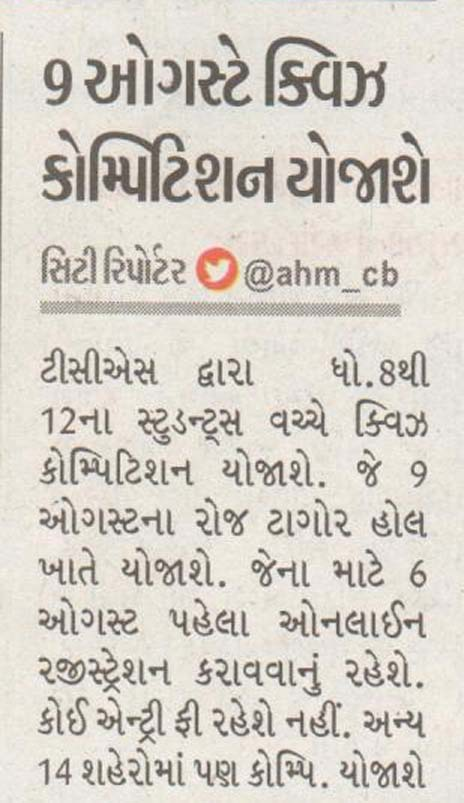 9 ઓગસ્ટે ક્વિઝ
કોમ્પિટિશન યોજાશે
સિટી રિપોર્ટર @ahm_cb
ટીસીએસ દ્વારા ધો.8થી
12ના સ્ટુડન્ટ્સ વચ્ચે ક્વિઝ
કોમ્પિટિશન યોજાશે. જે 9
ઓગસ્ટના રોજ ટાગોર હોલ
ખાતે યોજાશે. જેના માટે 6
ઓગસ્ટ પહેલા ઓનલાઈન
રજીસ્ટ્રેશન કરાવવાનું રહેશે.
કોઈ એન્ટ્રી ફી રહેશે નહીં. અન્ય
14 શહેરોમાં પણ કોમ્પિ. યોજાશે